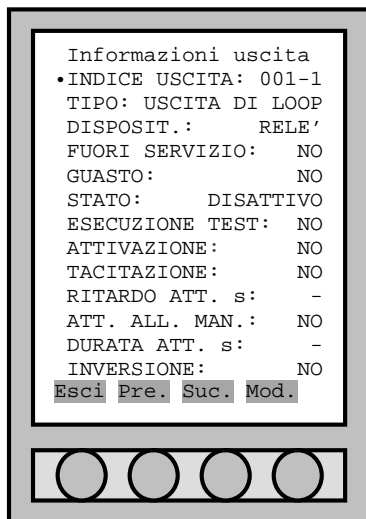 Informazioni uscita
•INDICE USCITA: 001-1
TIPO: USCITA DI LOOP
DISPOSIT.: RELE'
FUORI SERVIZIO: NO
GUASTO: NO
STATO: DISATTIVO
ESECUZIONE TEST: NO
ATTIVAZIONE: NO
TACITAZIONE: NO
RITARDO ATT. s: -
ATT. ALL. MAN.: NO
DURATA ATT. s: -
INVERSIONE: NO
Esci Pre. Suc. Mod.